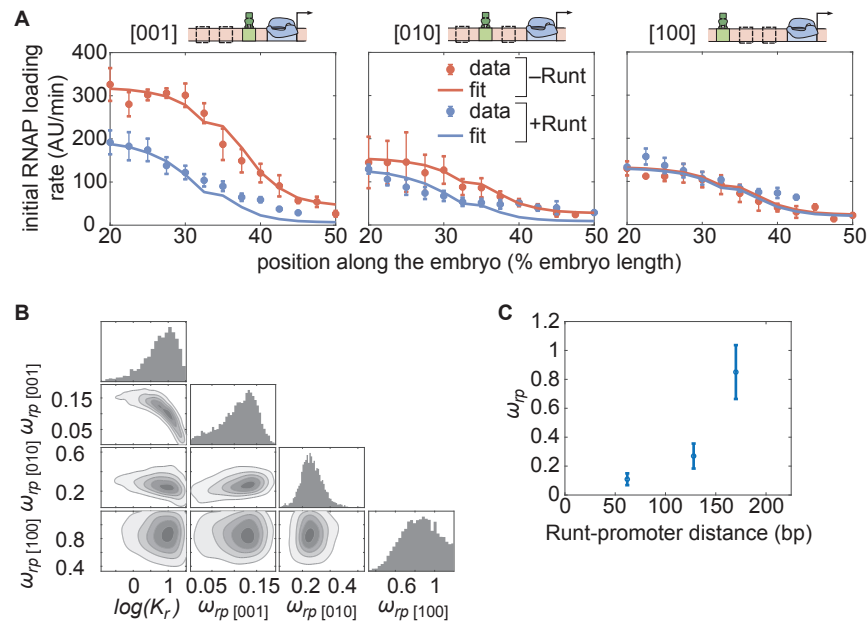 A
[001]
[010]
[100]
initial RNAP loading
rate (AU/min)
400
300
200
100
0
data
fit
–Runt
data
fit
+Runt
20 30 40 50
20 30 40 50
20 30 40 50
position along the embryo (% embryo length)
B
ω_rp [001]
0.15
0.05
ω_rp [010]
0.6
0.2
ω_rp [100]
0.8
0.4
0 1
0.05 0.15
0.2
0.6 1
log(K_r)
ω_rp [001]
ω_rp [010]
ω_rp [100]
C
ω_rp
1.2
1
0.8
0.6
0.4
0.2
0
0 50 100 150 200
Runt-promoter distance (bp)